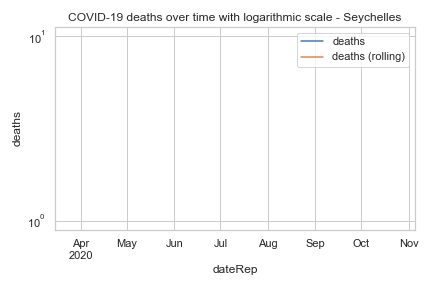 COVID-19 deaths over time with logarithmic scale - Seychelles
10¹
deaths
deaths (rolling)
deaths
10⁰
Apr May Jun Jul Aug Sep Oct Nov
2020
dateRep